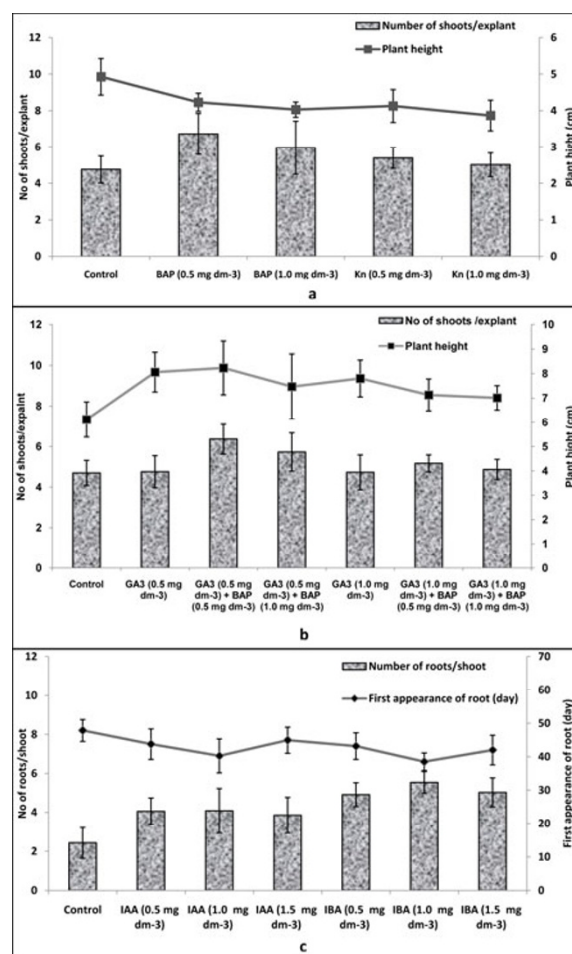 12
10
8
6
4
2
0
No of shoots/explant
Number of shoots/explant
Plant height
6
5
4
3
2
1
0
Plant hight (cm)
Control
BAP (0.5 mg dm-3)
BAP (1.0 mg dm-3)
Kn (0.5 mg dm-3)
Kn (1.0 mg dm-3)
a
12
10
8
6
4
2
0
No of shoots/expalnt
No of shoots /explant
Plant height
10
9
8
7
6
5
4
3
2
1
0
Plant hight (cm)
Control
GA3 (0.5 mg
dm-3)
GA3 (0.5 mg
dm-3) + BAP
(0.5 mg dm-3)
GA3 (0.5 mg
dm-3) + BAP
(1.0 mg dm-3)
GA3 (1.0 mg
dm-3)
GA3 (1.0 mg
dm-3) + BAP
(0.5 mg dm-3)
GA3 (1.0 mg
dm-3) + BAP
(1.0 mg dm-3)
b
12
10
8
6
4
2
0
No of roots/shoot
Number of roots/shoot
First appearance of root (day)
70
60
50
40
30
20
10
0
First appearance of root (day)
Control
IAA (0.5 mg
dm-3)
IAA (1.0 mg
dm-3)
IAA (1.5 mg
dm-3)
IBA (0.5 mg
dm-3)
IBA (1.0 mg
dm-3)
IBA (1.5 mg
dm-3)
c